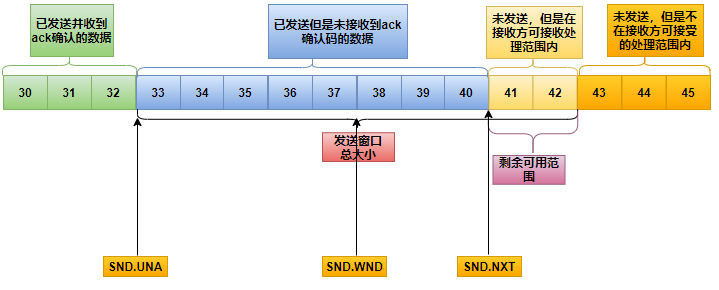 已发送并收到
ack确认的数据
已发送但是未接收到ack
确认码的数据
未发送，但是在
接收方可接收处
理范围内
未发送，但是不
在接收方可接受
的处理范围内
30 31 32 33 34 35 36 37 38 39 40 41 42 43 44 45
发送窗口
总大小
剩余可用范
围
SND.UNA SND.WND SND.NXT